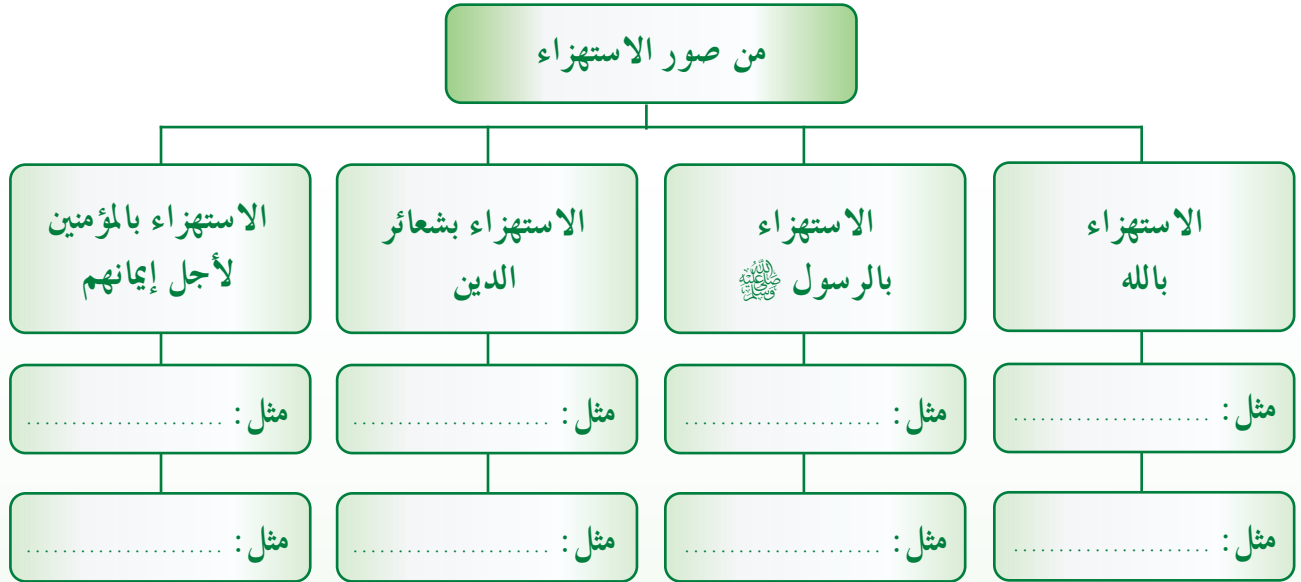 من صور الاستهزاء
الاستهزاء
بالله
الاستهزاء
بالرسول ﷺ
الاستهزاء بشعائر
الدين
الاستهزاء بالمؤمنين
لأجل إيمانهم
مثل : ......................
مثل : ......................
مثل : ......................
مثل : ......................
مثل : ......................
مثل : ......................
مثل : ......................
مثل : ......................